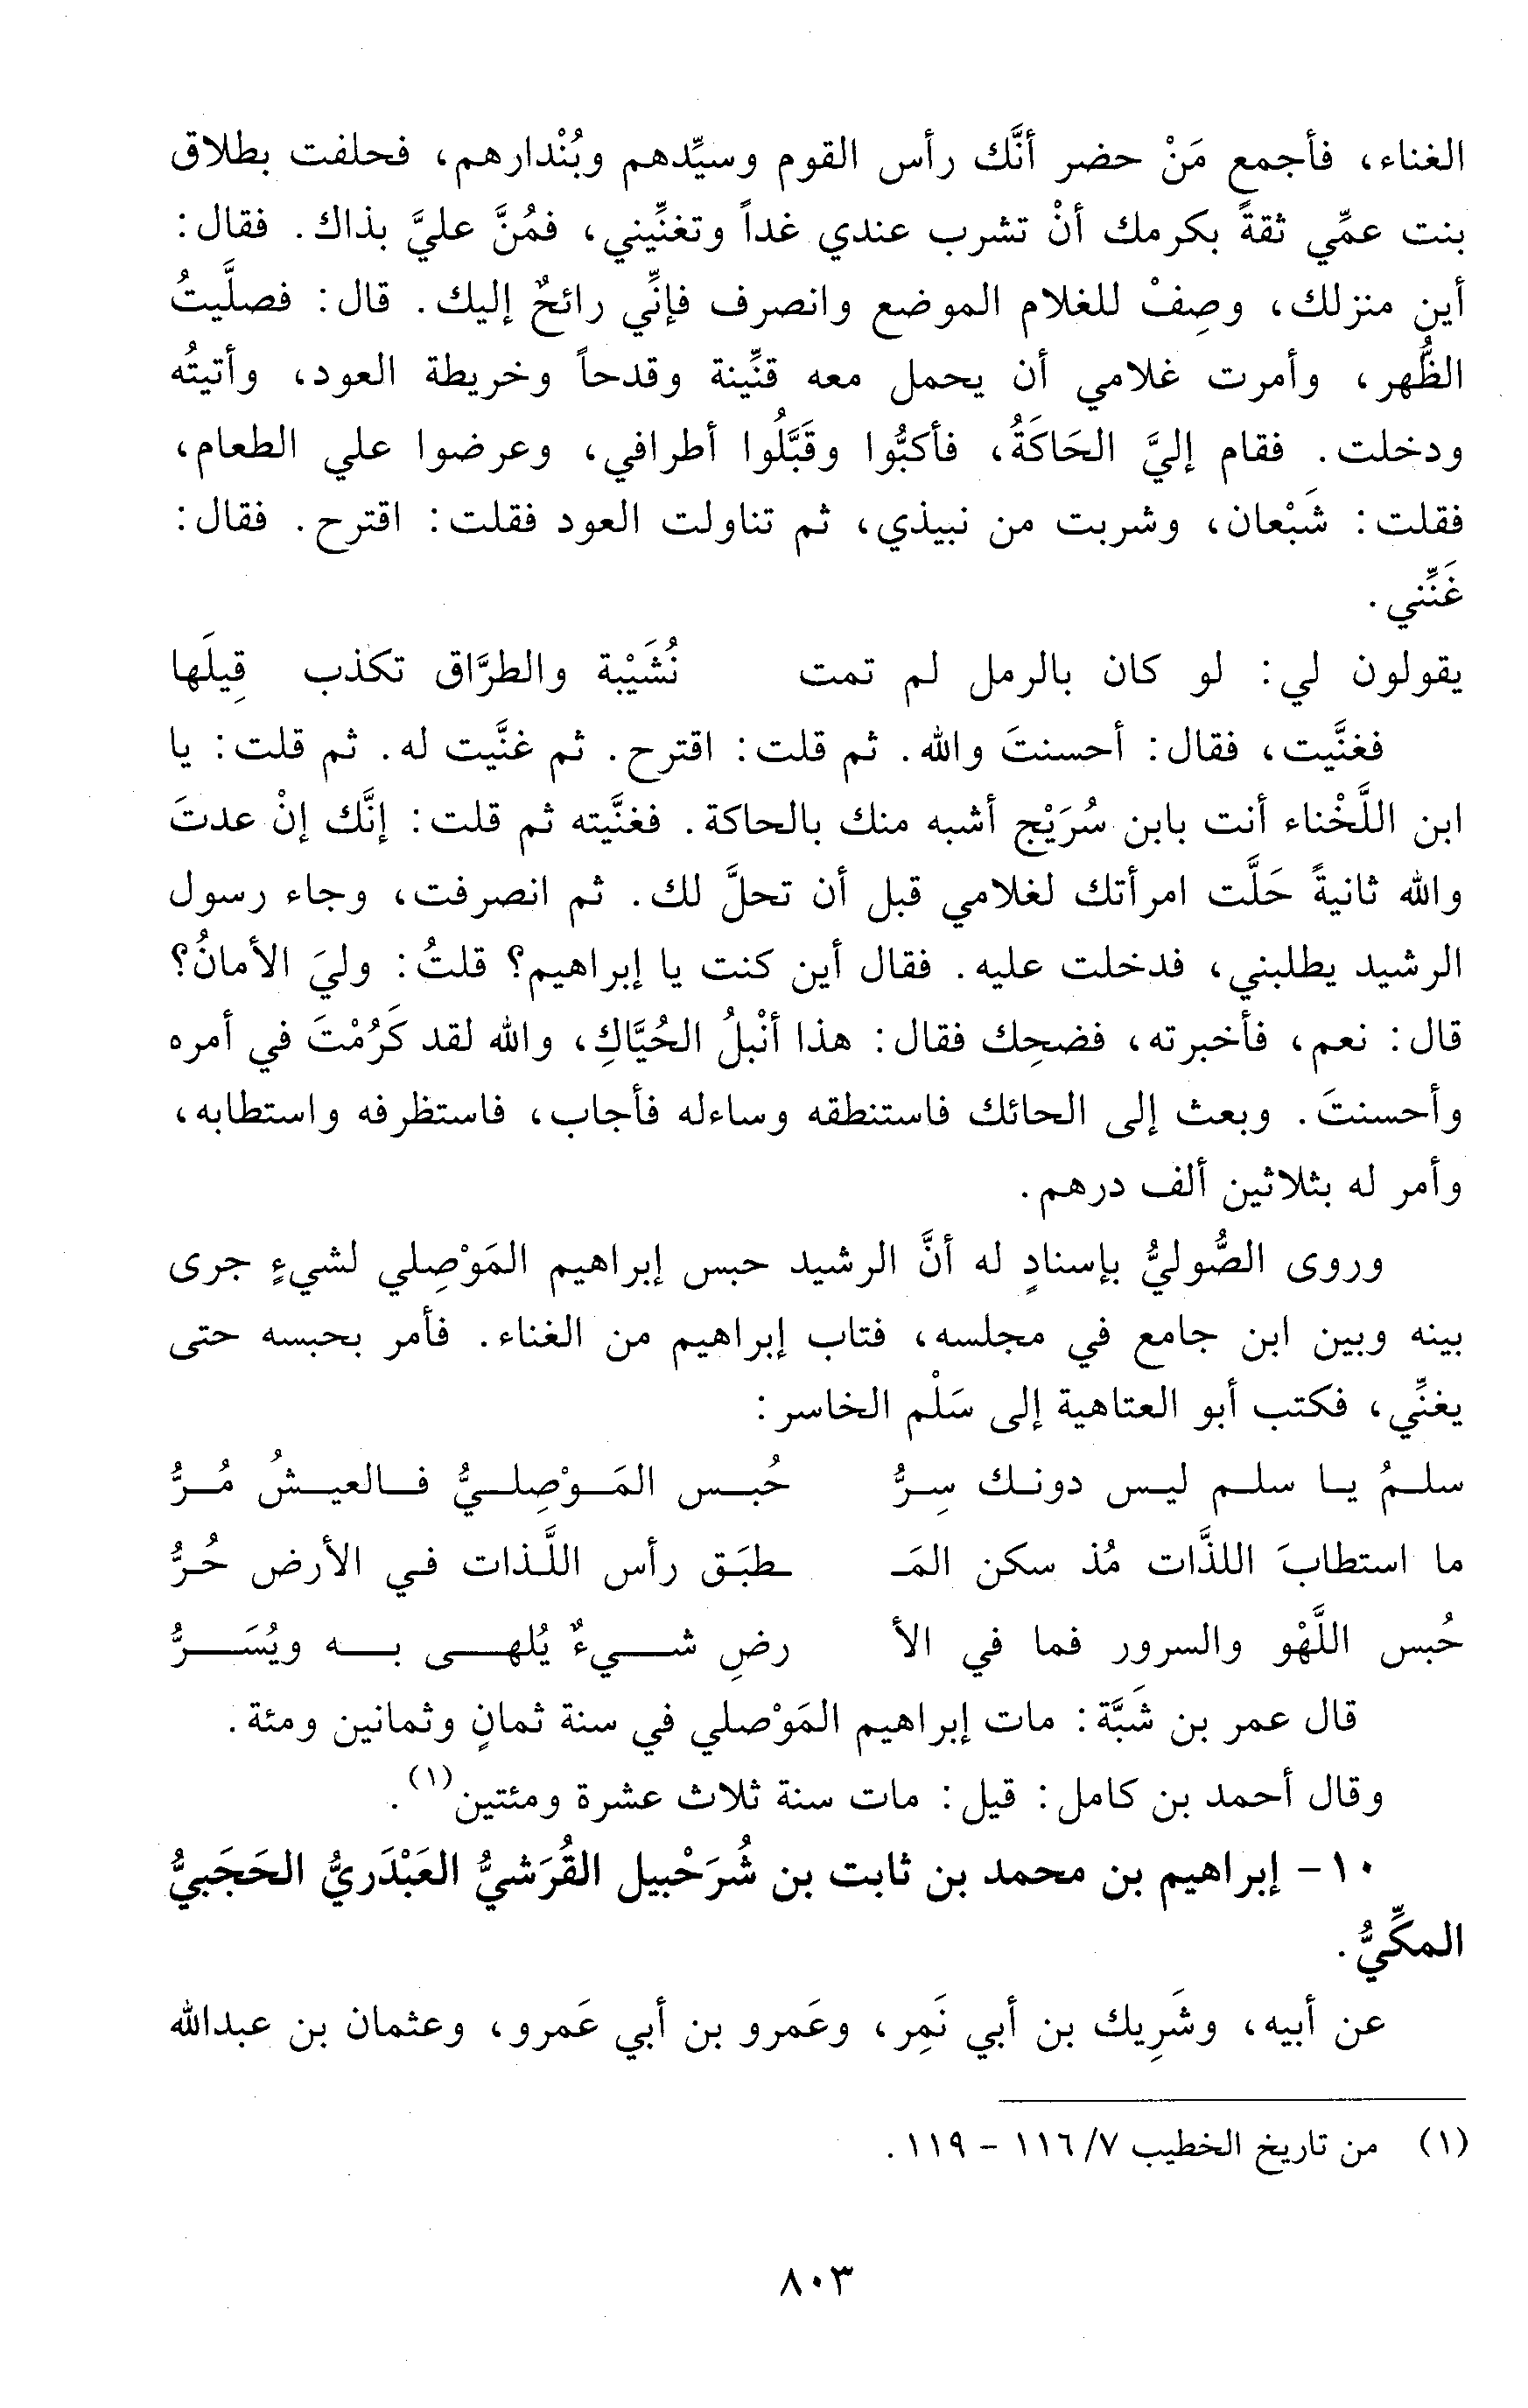 الغناء، فأجمع مَنْ حضر أنَّك رأس القوم وسيِّدهم وبُنْدارهم، فحلفت بطلاق
بنت عمِّي ثقةً بكرمك أنْ تشرب عندي غداً وتغنِّيني، فمُنَّ عليَّ بذاك. فقال:
أين منزلك، وصِفْ للغلام الموضع وانصرف فإنِّي رائحٌ إليك. قال: فصلَّيتُ
الظُّهر، وأمرت غلامي أن يحمل معه قنِّينة وقدحاً وخريطة العود، وأتيتُه
ودخلت. فقام إليَّ الحَاكَةُ، فأكبُّوا وقَبَّلُوا أطرافي، وعرضوا علي الطعام،
فقلت: شَبْعان، وشربت من نبيذي، ثم تناولت العود فقلت: اقترح. فقال:
غَنِّني.
يقولون لي: لو كان بالرمل لم تمت نُشَيْبة والطرَّاق تكذب قِيلَها
فغنَّيت، فقال: أحسنتَ والله. ثم قلت: اقترح. ثم غنَّيت له. ثم قلت: يا
ابن اللَّخْناء أنت بابن سُرَيْج أشبه منك بالحاكة. فغنَّيته ثم قلت: إنَّك إنْ عدتَ
والله ثانيةً حَلَّت امرأتك لغلامي قبل أن تحلَّ لك. ثم انصرفت، وجاء رسول
الرشيد يطلبني، فدخلت عليه. فقال أين كنت يا إبراهيم؟ قلتُ: وليَ الأمانُ؟
قال: نعم، فأخبرته، فضحِك فقال: هذا أنْبلُ الحُيَّاكِ، والله لقد كَرُمْتَ في أمره
وأحسنتَ. وبعث إلى الحائك فاستنطقه وساءله فأجاب، فاستظرفه واستطابه،
وأمر له بثلاثين ألف درهم.
وروى الصُّوليُّ بإسنادٍ له أنَّ الرشيد حبس إبراهيم المَوْصِلي لشيءٍ جرى
بينه وبين ابن جامع في مجلسه، فتاب إبراهيم من الغناء. فأمر بحبسه حتى
يغنِّي، فكتب أبو العتاهية إلى سَلْم الخاسر:
سلمُ يا سلم ليس دونك سِرُّ حُبس المَوْصِليُّ فالعيشُ مُرُّ
ما استطابَ اللذَّات مُذ سكن المَـ ـطبَق رأس اللَّذات في الأرض حُرُّ
حُبس اللَّهْو والسرور فما في الأ رضِ شيءٌ يُلهى به ويُسَرُّ
قال عمر بن شَبَّة: مات إبراهيم المَوْصلي في سنة ثمانٍ وثمانين ومئة.
وقال أحمد بن كامل: قيل: مات سنة ثلاث عشرة ومئتين(١).
١٠- إبراهيم بن محمد بن ثابت بن شُرَحْبيل القُرَشيُّ العَبْدَريُّ الحَجَبيُّ
المكِّيُّ.
عن أبيه، وشَرِيك بن أبي نَمِر، وعَمرو بن أبي عَمرو، وعثمان بن عبدالله
(١) من تاريخ الخطيب ٧/ ١١٦ - ١١٩.
٨٠٣